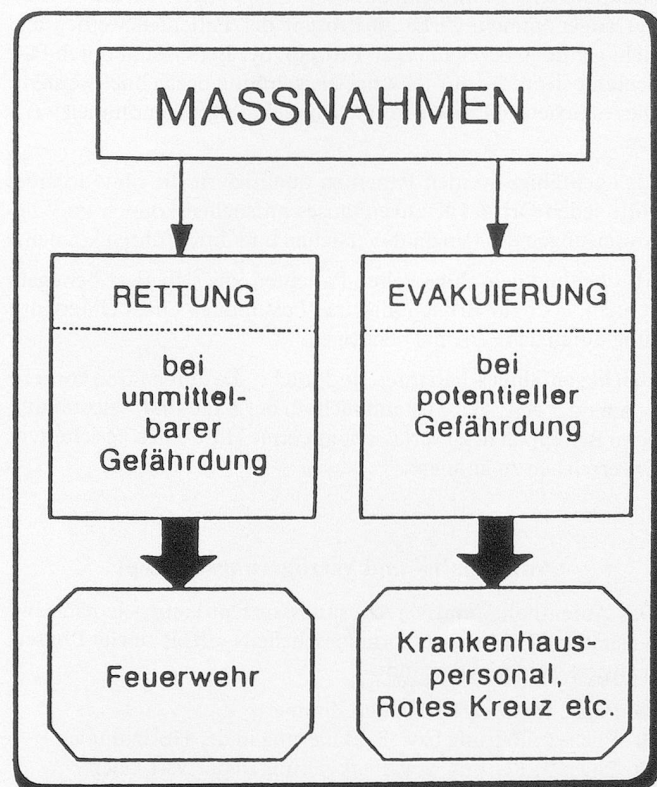 MASSNAHMEN
RETTUNG
bei
unmittel-
barer
Gefährdung
Feuerwehr
EVAKUIERUNG
bei
potentieller
Gefährdung
Krankenhaus-
personal,
Rotes Kreuz etc.